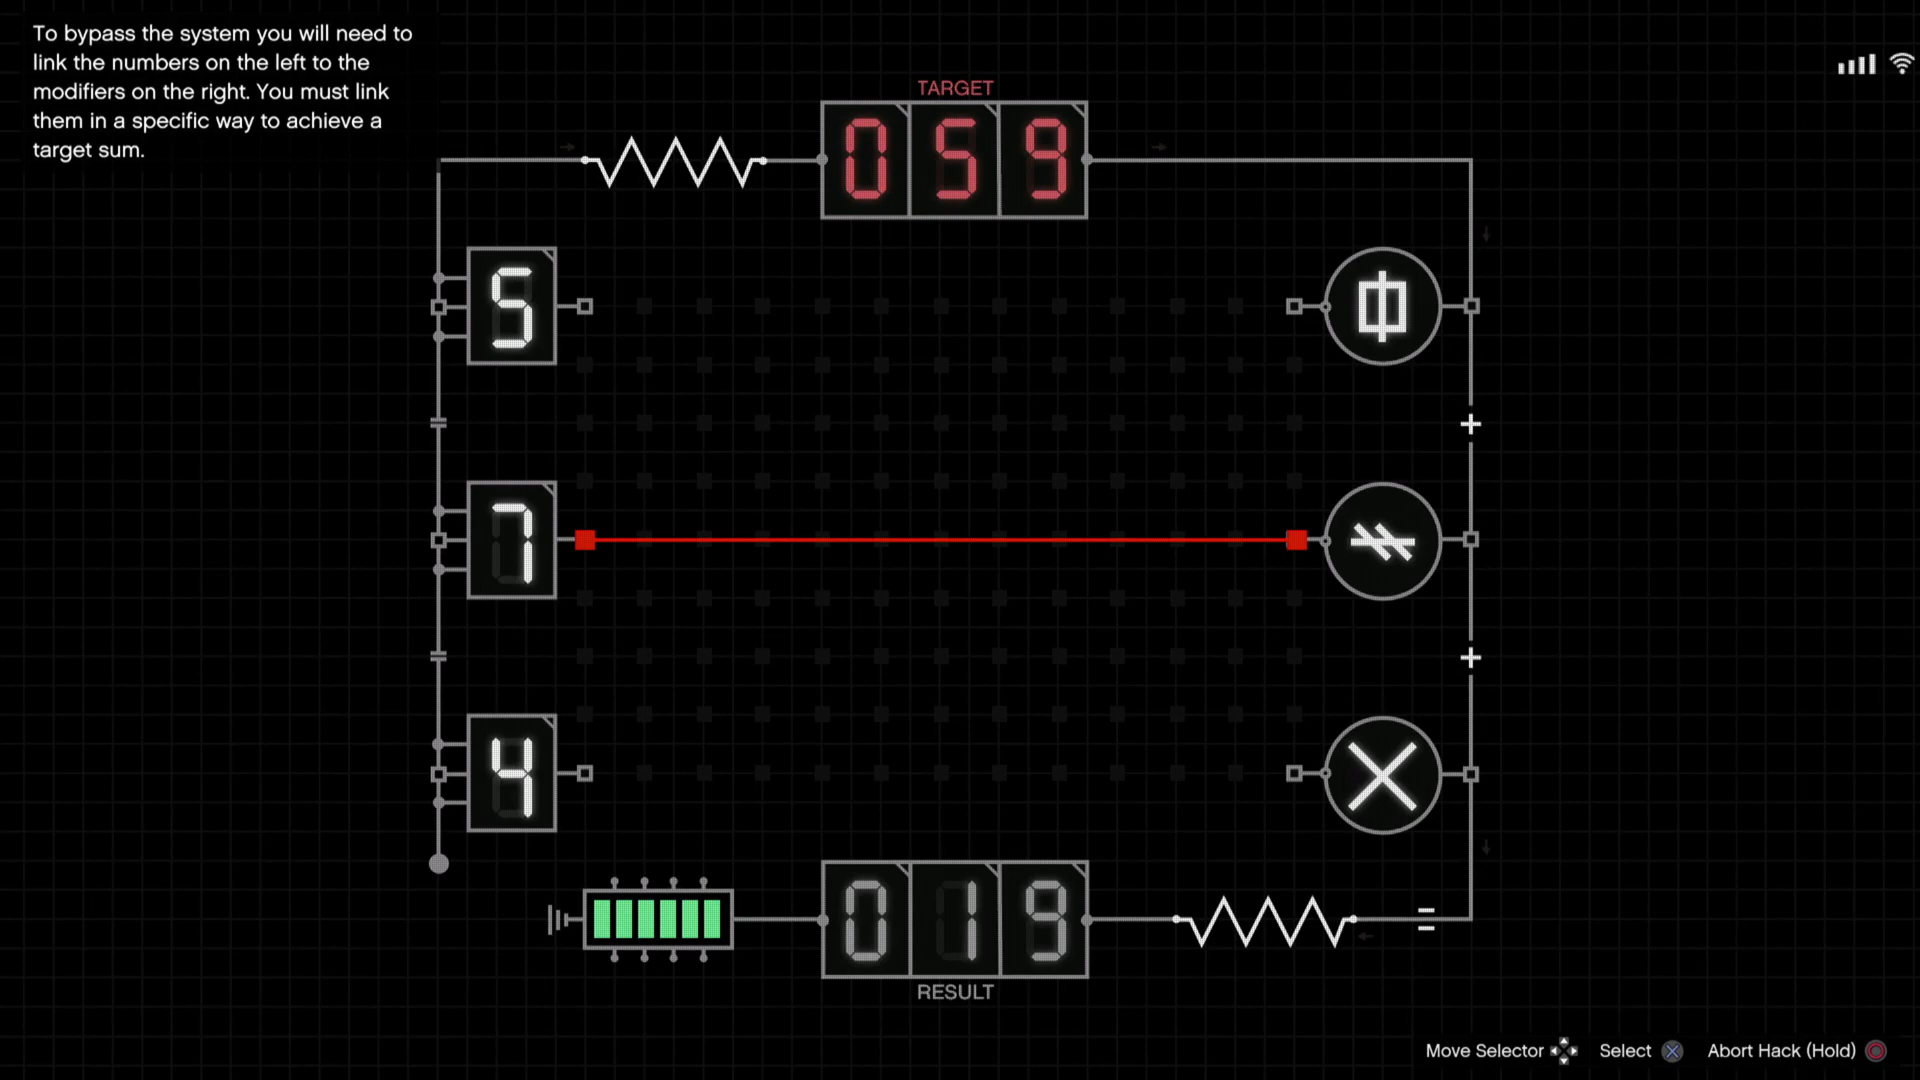 To bypass the system you will need to
link the numbers on the left to the
modifiers on the right. You must link
them in a specific way to achieve a
target sum.
TARGET
059
5
7
4
+
+
=
019
RESULT
Move Selector Select Abort Hack (Hold)